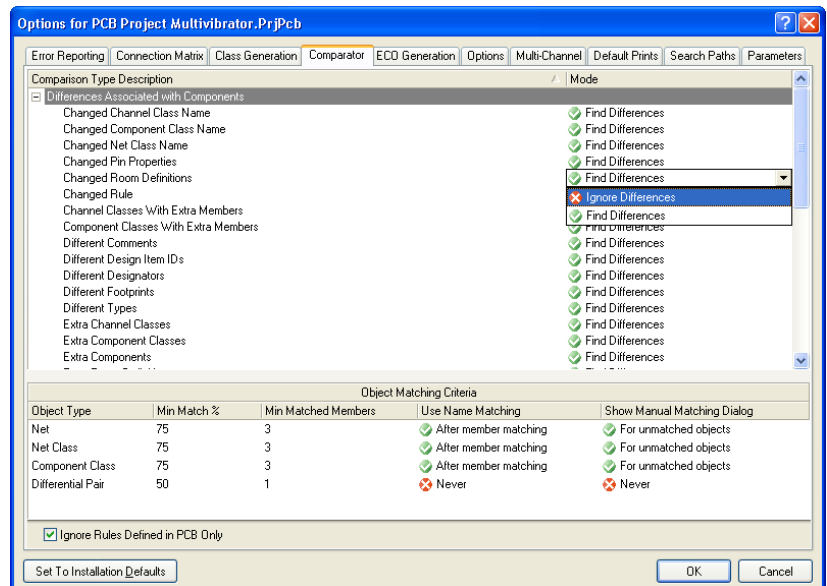 Options for PCB Project Multivibrator.PrjPcb
Error Reporting Connection Matrix Class Generation Comparator ECO Generation Options Multi-Channel Default Prints Search Paths Parameters
Comparison Type Description Mode
Differences Associated with Components
Changed Channel Class Name Find Differences
Changed Component Class Name Find Differences
Changed Net Class Name Find Differences
Changed Pin Properties Find Differences
Changed Room Definitions Find Differences
Changed Rule Ignore Differences
Channel Classes With Extra Members Find Differences
Component Classes With Extra Members Find Differences
Different Comments Find Differences
Different Design Item IDs Find Differences
Different Designators Find Differences
Different Footprints Find Differences
Different Types Find Differences
Extra Channel Classes Find Differences
Extra Component Classes Find Differences
Extra Components Find Differences
Object Matching Criteria
Object Type Min Match % Min Matched Members Use Name Matching Show Manual Matching Dialog
Net 75 3 After member matching For unmatched objects
Net Class 75 3 After member matching For unmatched objects
Component Class 75 3 After member matching For unmatched objects
Differential Pair 50 1 Never Never
Ignore Rules Defined in PCB Only
Set To Installation Defaults OK Cancel